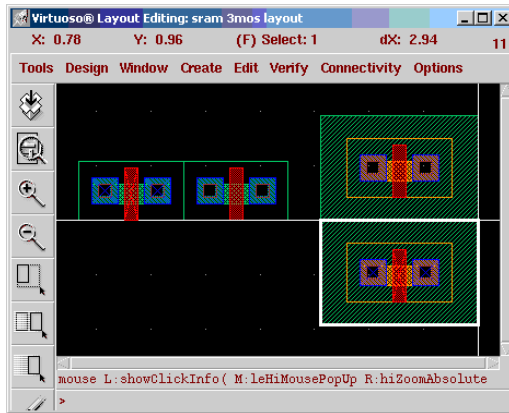 Virtuoso® Layout Editing: sram 3mos layout
X: 0.78 Y: 0.96 (F) Select: 1 dX: 2.94 11
Tools Design Window Create Edit Verify Connectivity Options
mouse L:showClickInfo( M:leHiMousePopUp R:hiZoomAbsolute
>